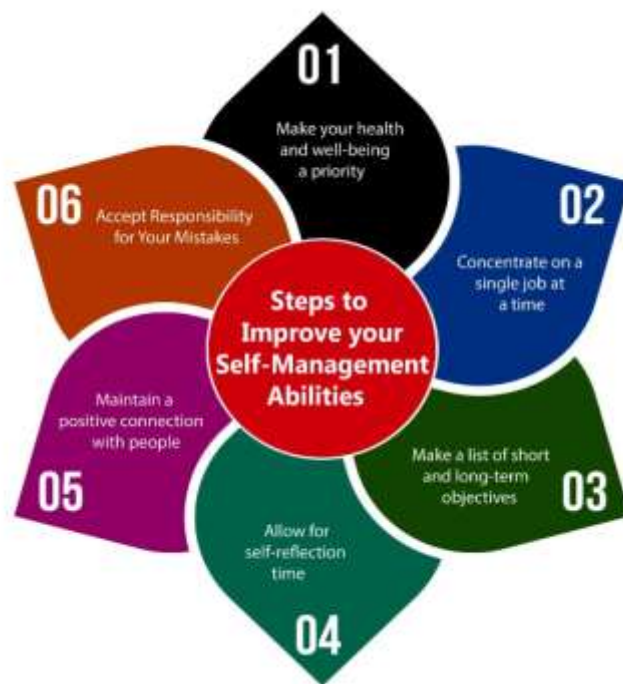 01
Make your health
and well-being
a priority
02
Concentrate on a
single job at
a time
03
Make a list of short
and long-term
objectives
04
Allow for
self-reflection
time
05
Maintain a
positive connection
with people
06
Accept Responsibility
for Your Mistakes
Steps to
Improve your
Self-Management
Abilities